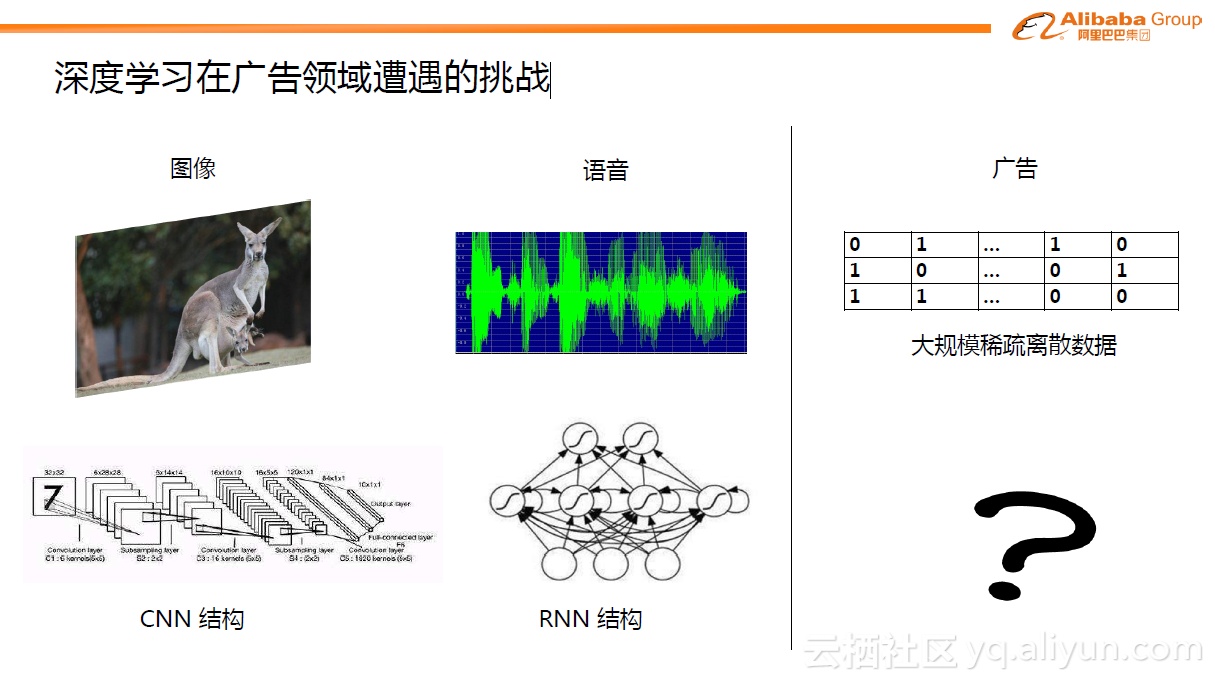 Alibaba Group
阿里巴巴集团
深度学习在广告领域遭遇的挑战
图像
语音
广告
0 1 ... 1 0
1 0 ... 0 1
1 1 ... 0 0
大规模稀疏离散数据
32x32 6x28x28 16x10x10 16x5x5 120x1x1
84x1x1
10x1x1
7
Output layer
Full-connected layer
F6
Convolution layer Subsampling layer Convolution layer Subsampling layer Convolution layer
C1 : 6 kernels(5x5) S2 : 2x2 C3 : 16 kernels (5x5) S4 : (2x2) C5 : 1620 kernels (5x5)
?
CNN 结构
RNN 结构
云栖社区 yq.aliyun.com